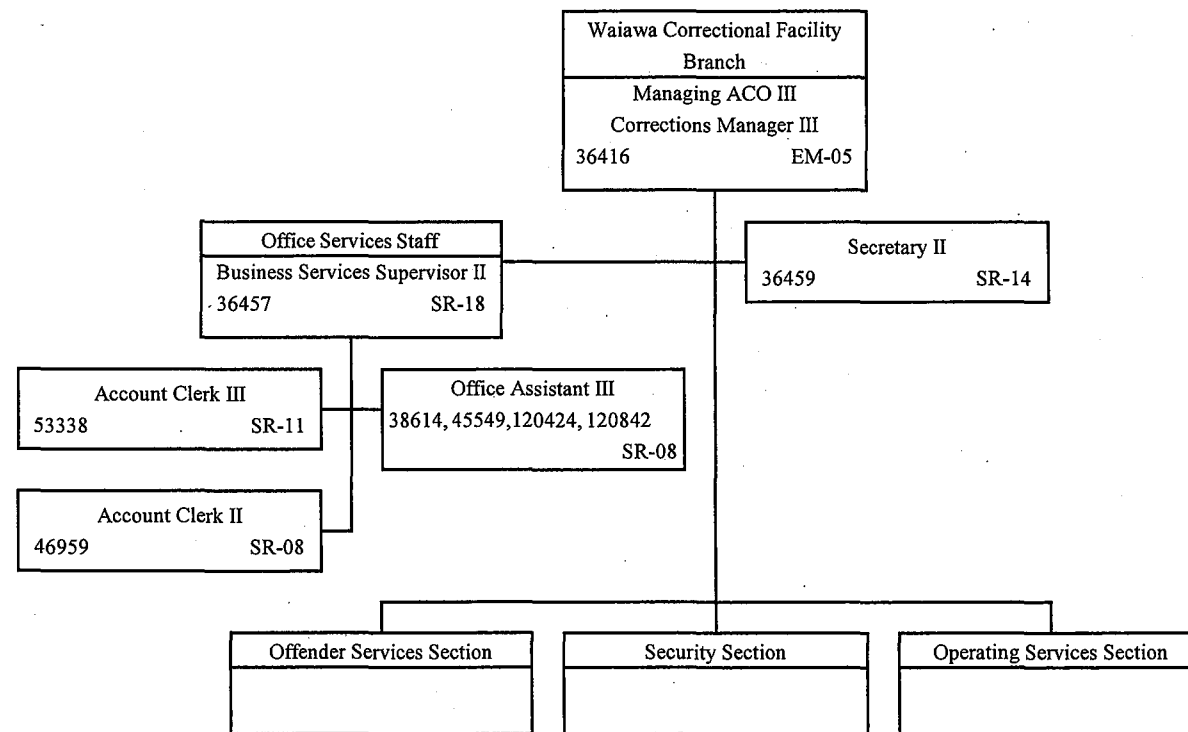 Waiawa Correctional Facility
Branch
Managing ACO III
Corrections Manager III
36416 EM-05
Office Services Staff
Business Services Supervisor II
36457 SR-18
Secretary II
36459 SR-14
Account Clerk III
53338 SR-11
Office Assistant III
38614, 45549,120424, 120842
SR-08
Account Clerk II
46959 SR-08
Offender Services Section
Security Section
Operating Services Section